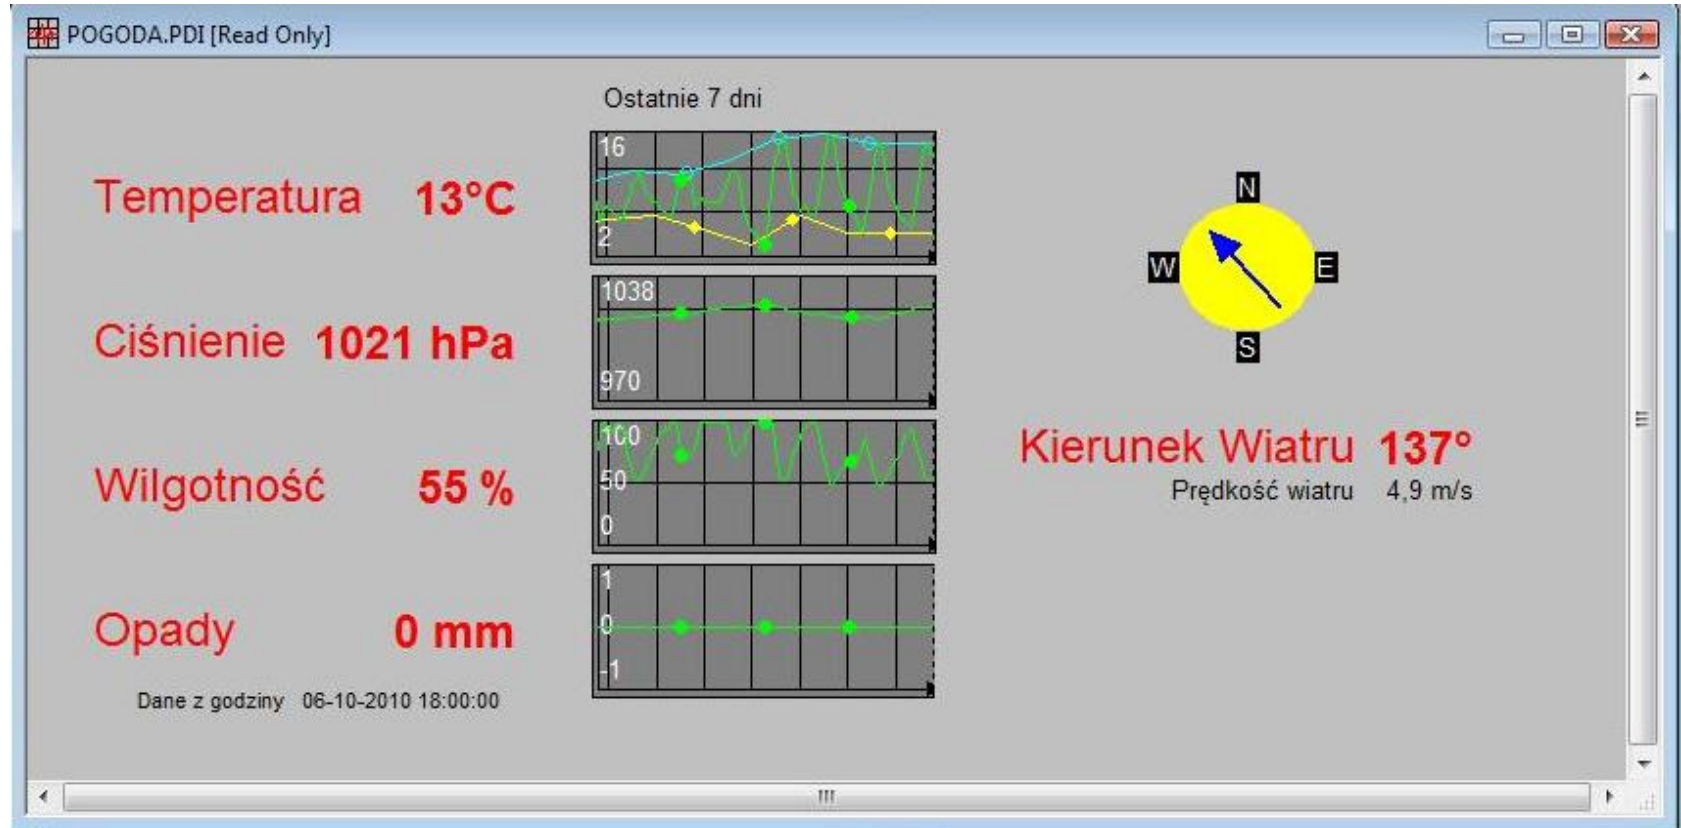 POGODA.PDI [Read Only]
Ostatnie 7 dni
Temperatura 13°C
16
2
Ciśnienie 1021 hPa
1038
970
Wilgotność 55 %
100
50
0
Opady 0 mm
1
0
-1
Dane z godziny 06-10-2010 18:00:00
N
W E
S
Kierunek Wiatru 137°
Prędkość wiatru 4,9 m/s